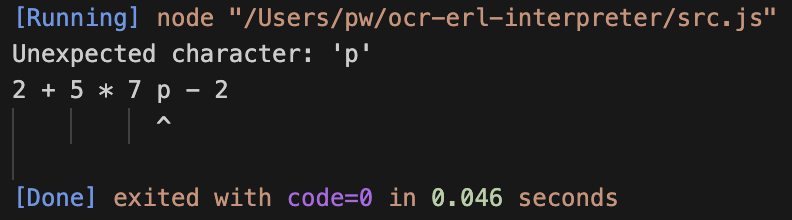 [Running] node "/Users/pw/ocr-erl-interpreter/src.js"
Unexpected character: 'p'
2 + 5 * 7 p - 2
          ^
[Done] exited with code=0 in 0.046 seconds